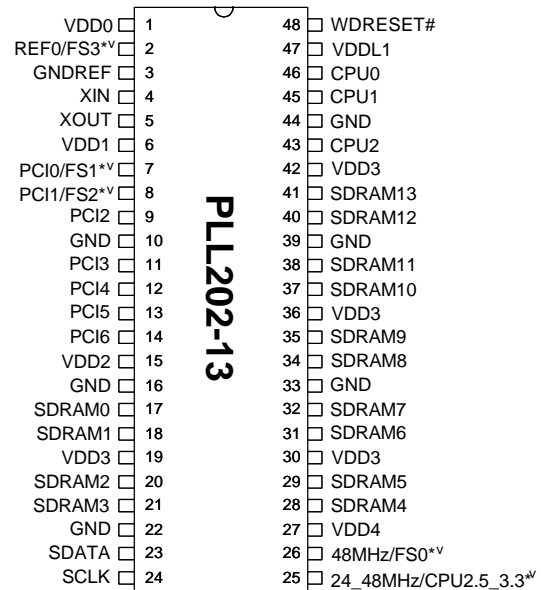 VDD0 1 48 WDRESET#
REF0/FS3*v 2 47 VDDL1
GNDREF 3 46 CPU0
XIN 4 45 CPU1
XOUT 5 44 GND
VDD1 6 43 CPU2
PCI0/FS1*v 7 42 VDD3
PCI1/FS2*v 8 41 SDRAM13
PCI2 9 40 SDRAM12
GND 10 39 GND
PCI3 11 38 SDRAM11
PCI4 12 37 SDRAM10
PCI5 13 36 VDD3
PCI6 14 35 SDRAM9
VDD2 15 34 SDRAM8
GND 16 33 GND
SDRAM0 17 32 SDRAM7
SDRAM1 18 31 SDRAM6
VDD3 19 30 VDD3
SDRAM2 20 29 SDRAM5
SDRAM3 21 28 SDRAM4
GND 22 27 VDD4
SDATA 23 26 48MHz/FS0*v
SCLK 24 25 24_48MHz/CPU2.5_3.3*v
PLL202-13